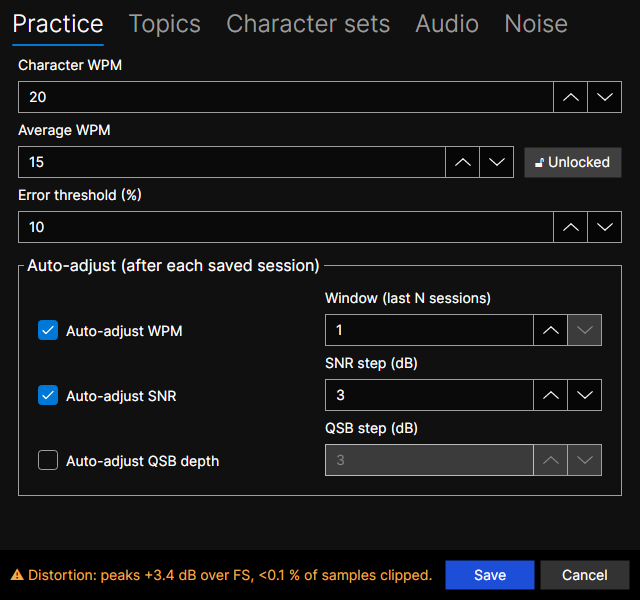 Practice Topics Character sets Audio Noise
Character WPM
20
Average WPM
15 Unlocked
Error threshold (%)
10
Auto-adjust (after each saved session)
Window (last N sessions)
Auto-adjust WPM 1
SNR step (dB)
Auto-adjust SNR 3
QSB step (dB)
Auto-adjust QSB depth 3
Distortion: peaks +3.4 dB over FS, <0.1 % of samples clipped. Save Cancel